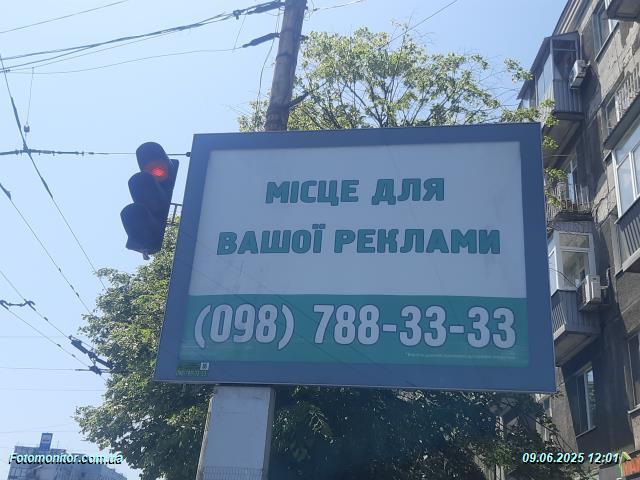 МІСЦЕ ДЛЯ
ВАШОЇ РЕКЛАМИ
(098) 788-33-33
Fotomonitor.com.ua
09.06.2025 12:01